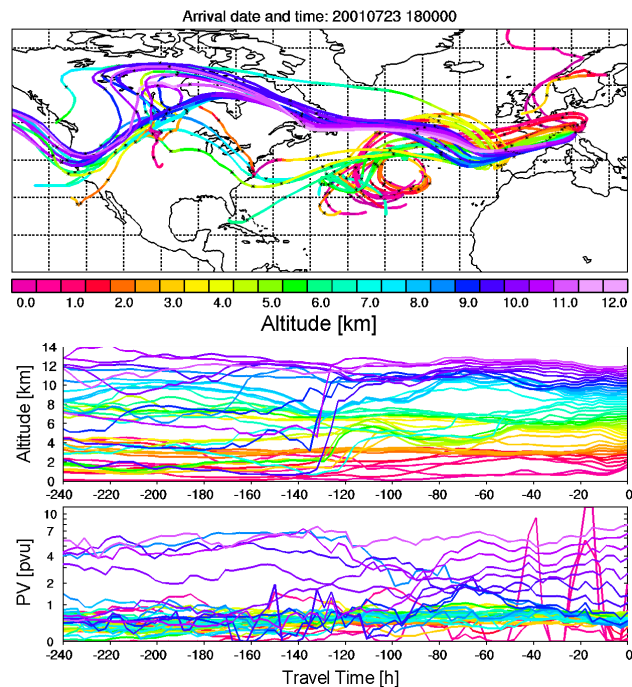 Arrival date and time: 20010723 180000
0.0 1.0 2.0 3.0 4.0 5.0 6.0 7.0 8.0 9.0 10.0 11.0 12.0
Altitude [km]
Altitude [km]
14
12
10
8
6
4
2
0
-240 -220 -200 -180 -160 -140 -120 -100 -80 -60 -40 -20 0
PV [pvu]
10
7
4
2
1
0
-240 -220 -200 -180 -160 -140 -120 -100 -80 -60 -40 -20 0
Travel Time [h]